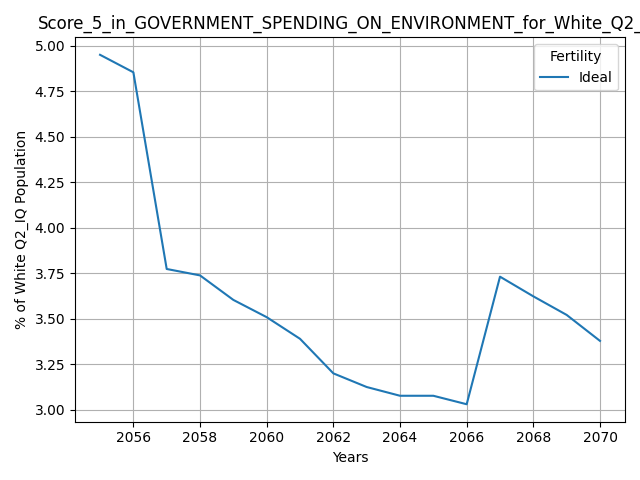 Score_5_in_GOVERNMENT_SPENDING_ON_ENVIRONMENT_for_White_Q2_
Fertility
Ideal
% of White Q2_IQ Population
5.00
4.75
4.50
4.25
4.00
3.75
3.50
3.25
3.00
2056 2058 2060 2062 2064 2066 2068 2070
Years